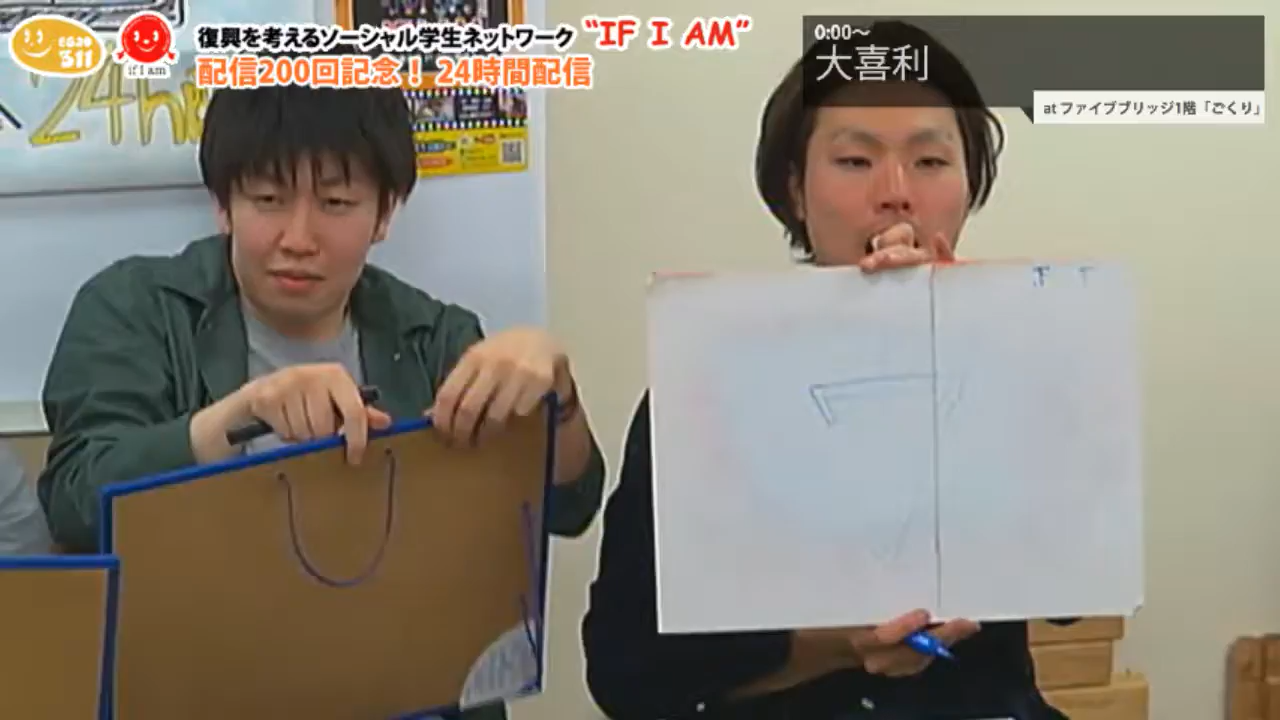 cgao
311
if I am
復興を考えるソーシャル学生ネットワーク "IF I AM"
配信200回記念！ 24時間配信
0:00～
大喜利
at ファイブブリッジ1階「ごくり」
24h